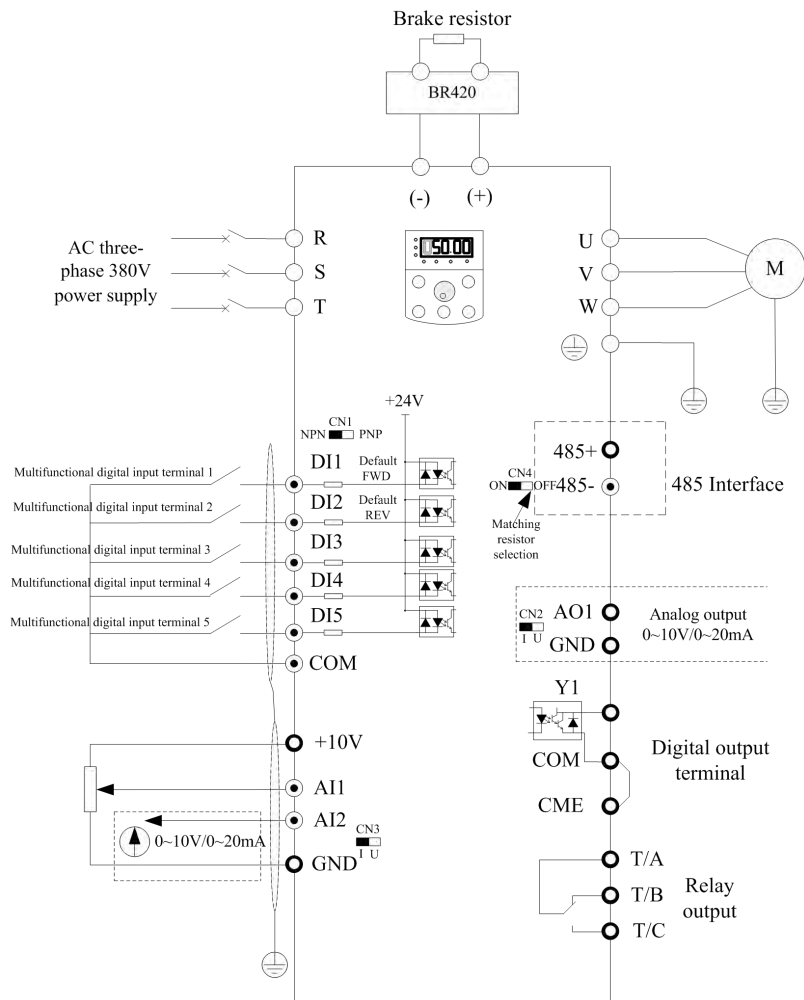 Brake resistor
BR420
(-) (+)
AC three-
phase 380V
power supply
R
S
T
50.00
U
V
W
M
+24V
CN1
NPN PNP
Multifunctional digital input terminal 1
DI1
Default
FWD
Multifunctional digital input terminal 2
DI2
Default
REV
Multifunctional digital input terminal 3
DI3
Multifunctional digital input terminal 4
DI4
Multifunctional digital input terminal 5
DI5
COM
485+
CN4
ON OFF
485-
485 Interface
Matching
resistor
selection
CN2
I U
AO1
GND
Analog output
0~10V/0~20mA
Y1
COM
CME
Digital output
terminal
+10V
AI1
AI2
0~10V/0~20mA
CN3
I U
GND
T/A
T/B
T/C
Relay
output